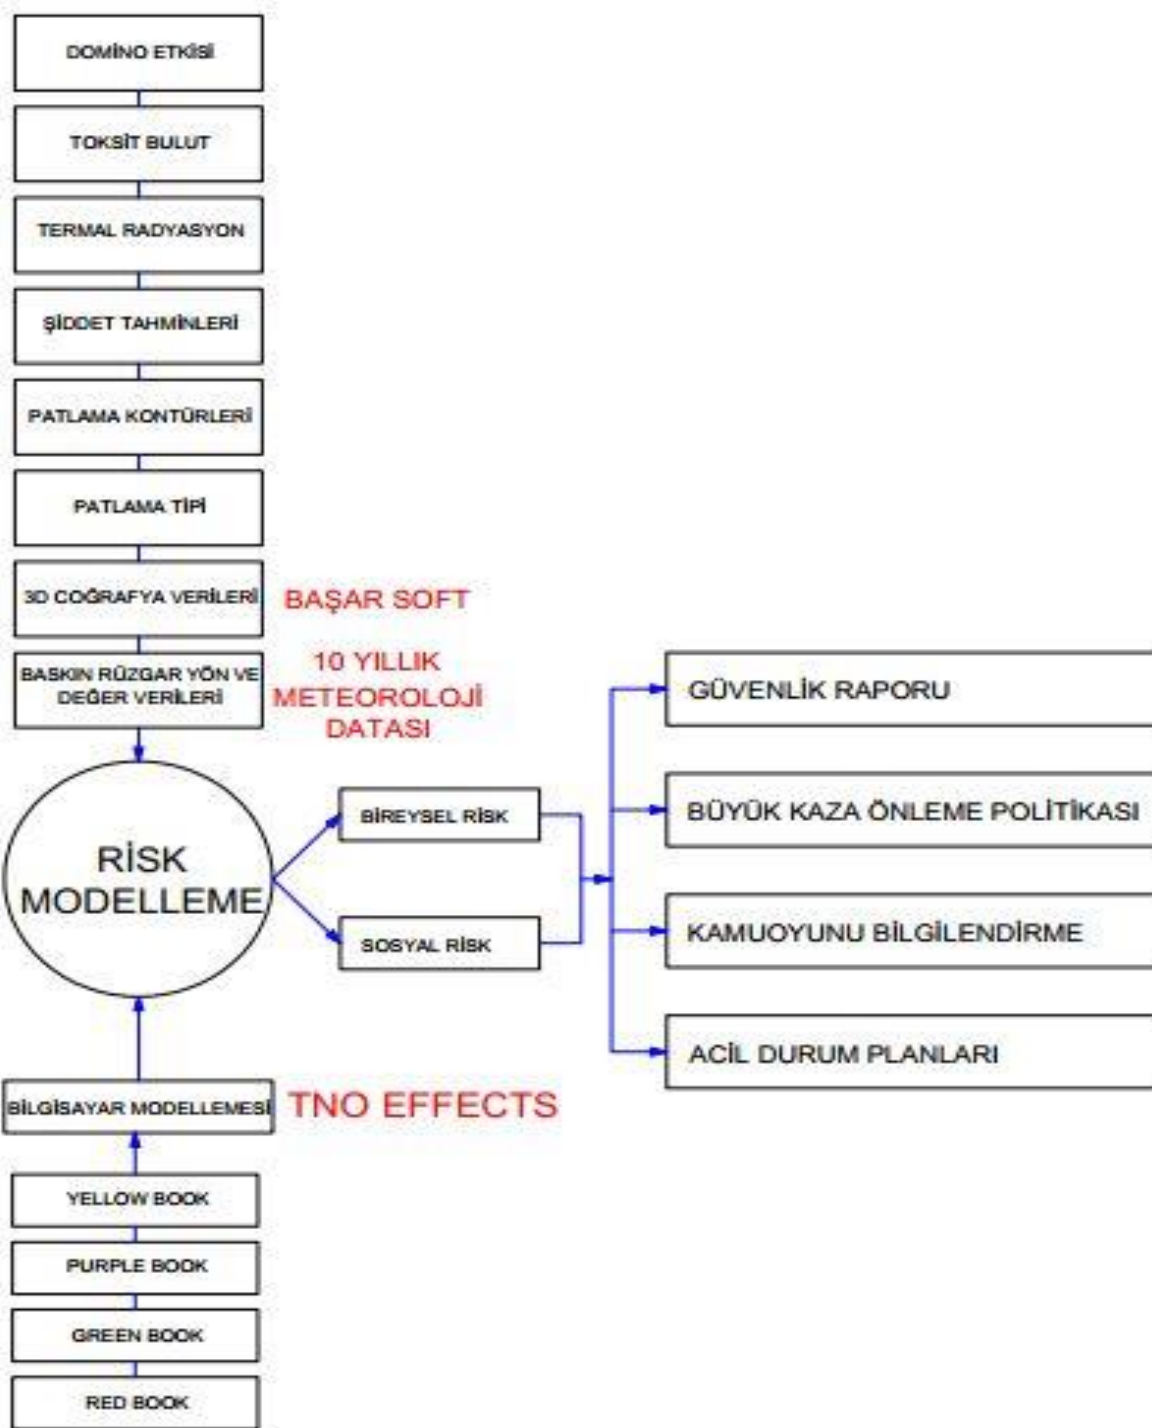 DOMİNO ETKİSİ
TOKSİT BULUT
TERMAL RADYASYON
ŞİDDET TAHMİNLERİ
PATLAMA KONTÜRLERİ
PATLAMA TİPİ
3D COĞRAFYA VERİLERİ
BAŞAR SOFT
BASKIN RÜZGAR YÖN VE
DEĞER VERİLERİ
10 YILLIK
METEOROLOJİ
DATASI
RİSK
MODELLEME
BİREYSEL RİSK
SOSYAL RİSK
GÜVENLİK RAPORU
BÜYÜK KAZA ÖNLEME POLİTİKASI
KAMUOYUNU BİLGİLENDİRME
ACİL DURUM PLANLARI
BİLGİSAYAR MODELLEMESİ
TNO EFFECTS
YELLOW BOOK
PURPLE BOOK
GREEN BOOK
RED BOOK